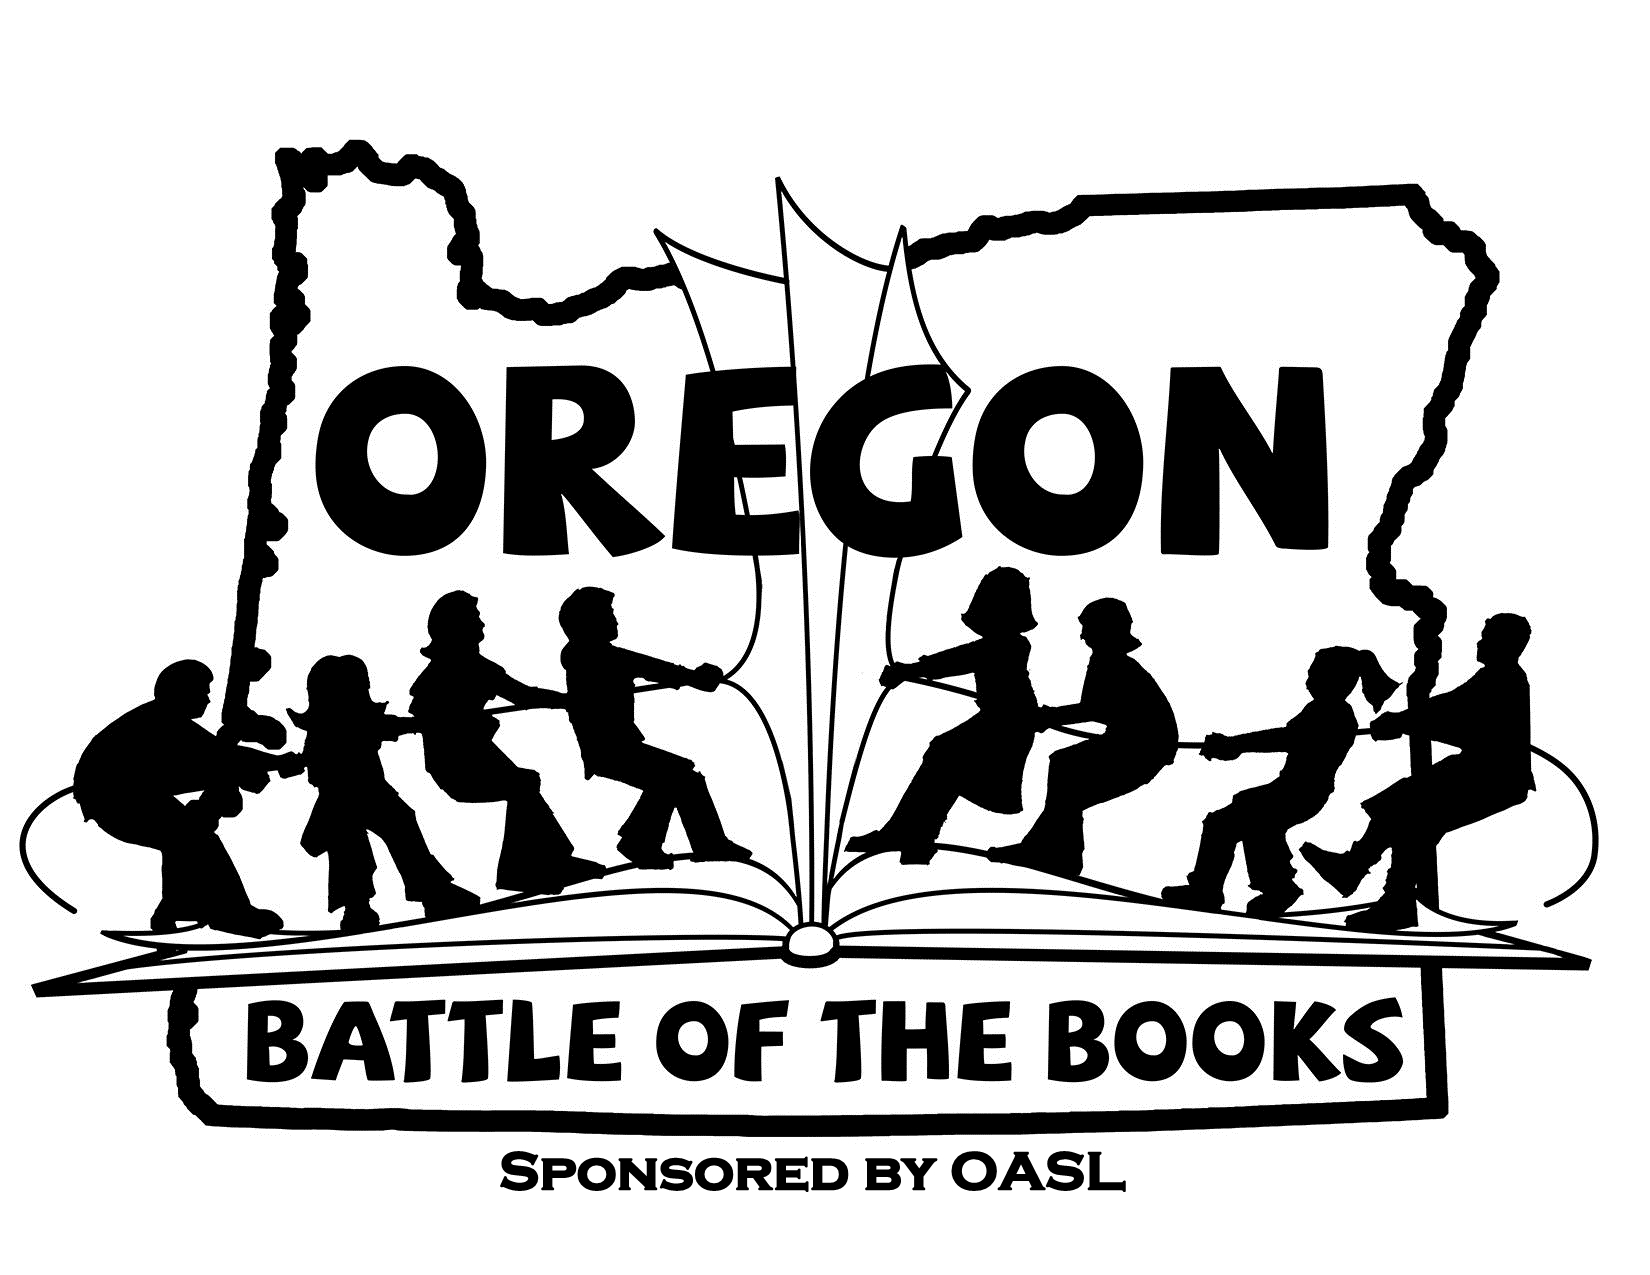 OREGON
BATTLE OF THE BOOKS
SPONSORED BY OASL